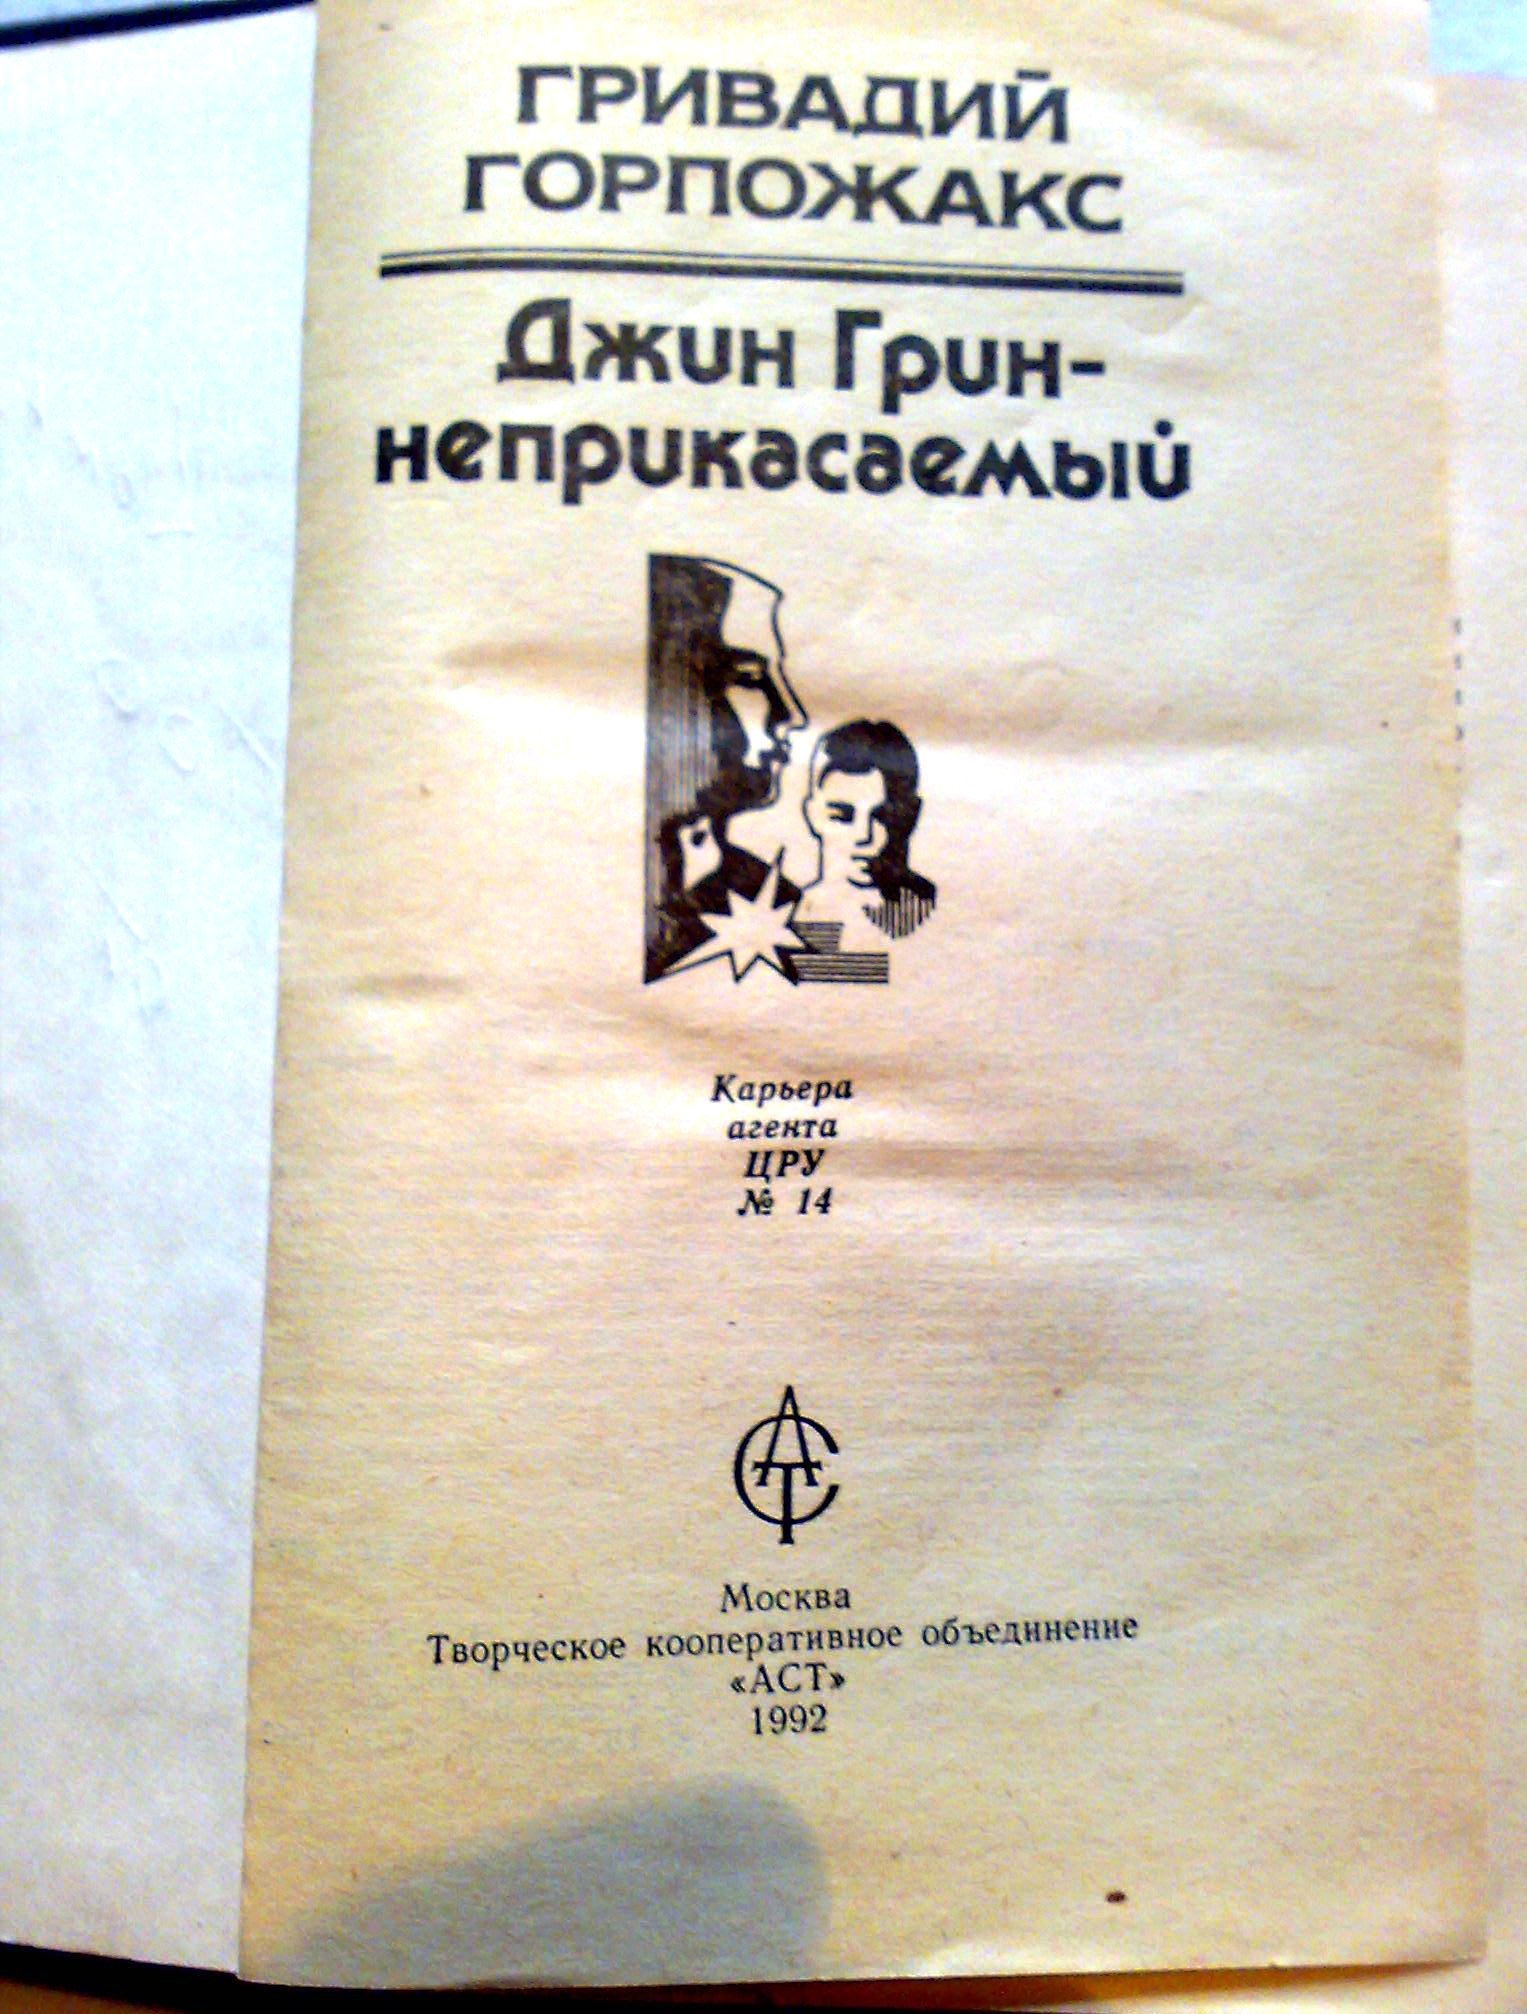 ГРИВАДИЙ
ГОРПОЖАКС
Джин Грин-
неприкасаемый
Карьера
агента
ЦРУ
№ 14
АСТ
Москва
Творческое кооперативное объединение
«АСТ»
1992